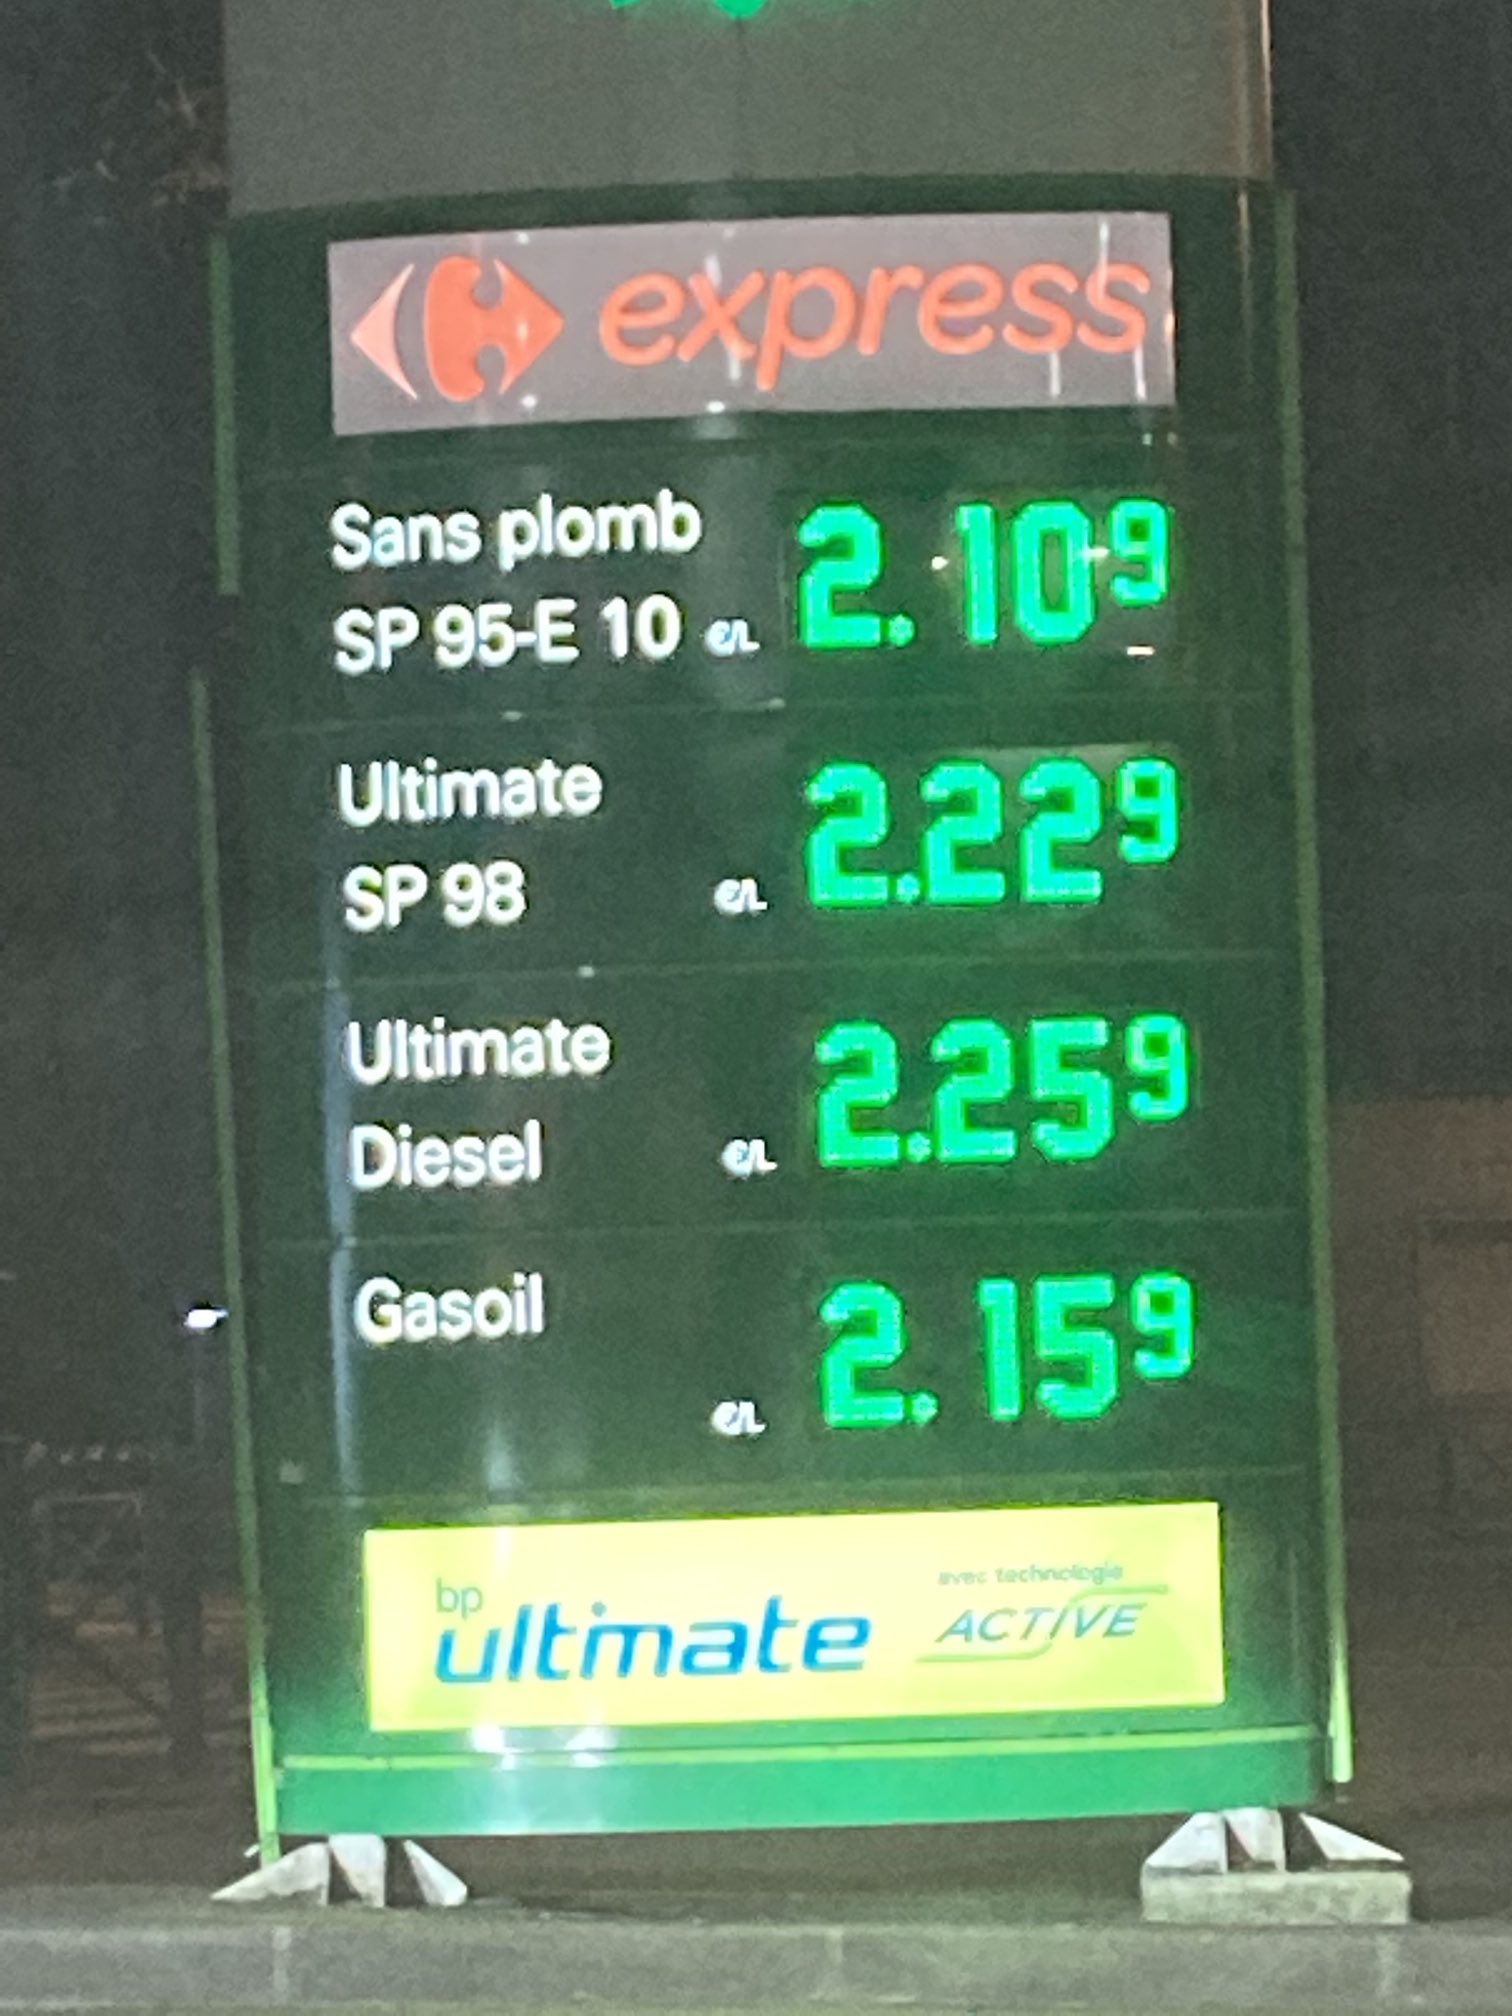 express
Sans plomb
SP 95-E 10 €/L 2.109
Ultimate
SP 98 €/L 2.229
Ultimate
Diesel €/L 2.259
Gasoil
€/L 2.159
bp
ultimate
avec technologie
ACTIVE